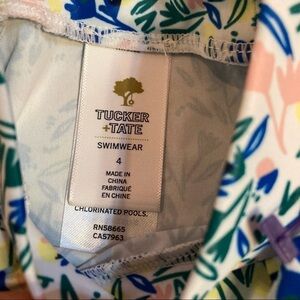 TUCKER
+TATE
SWIMWEAR
4
MADE IN
CHINA
FABRIQUÉ
EN CHINE
CHLORINATED POOLS.
RN58665
CA57963